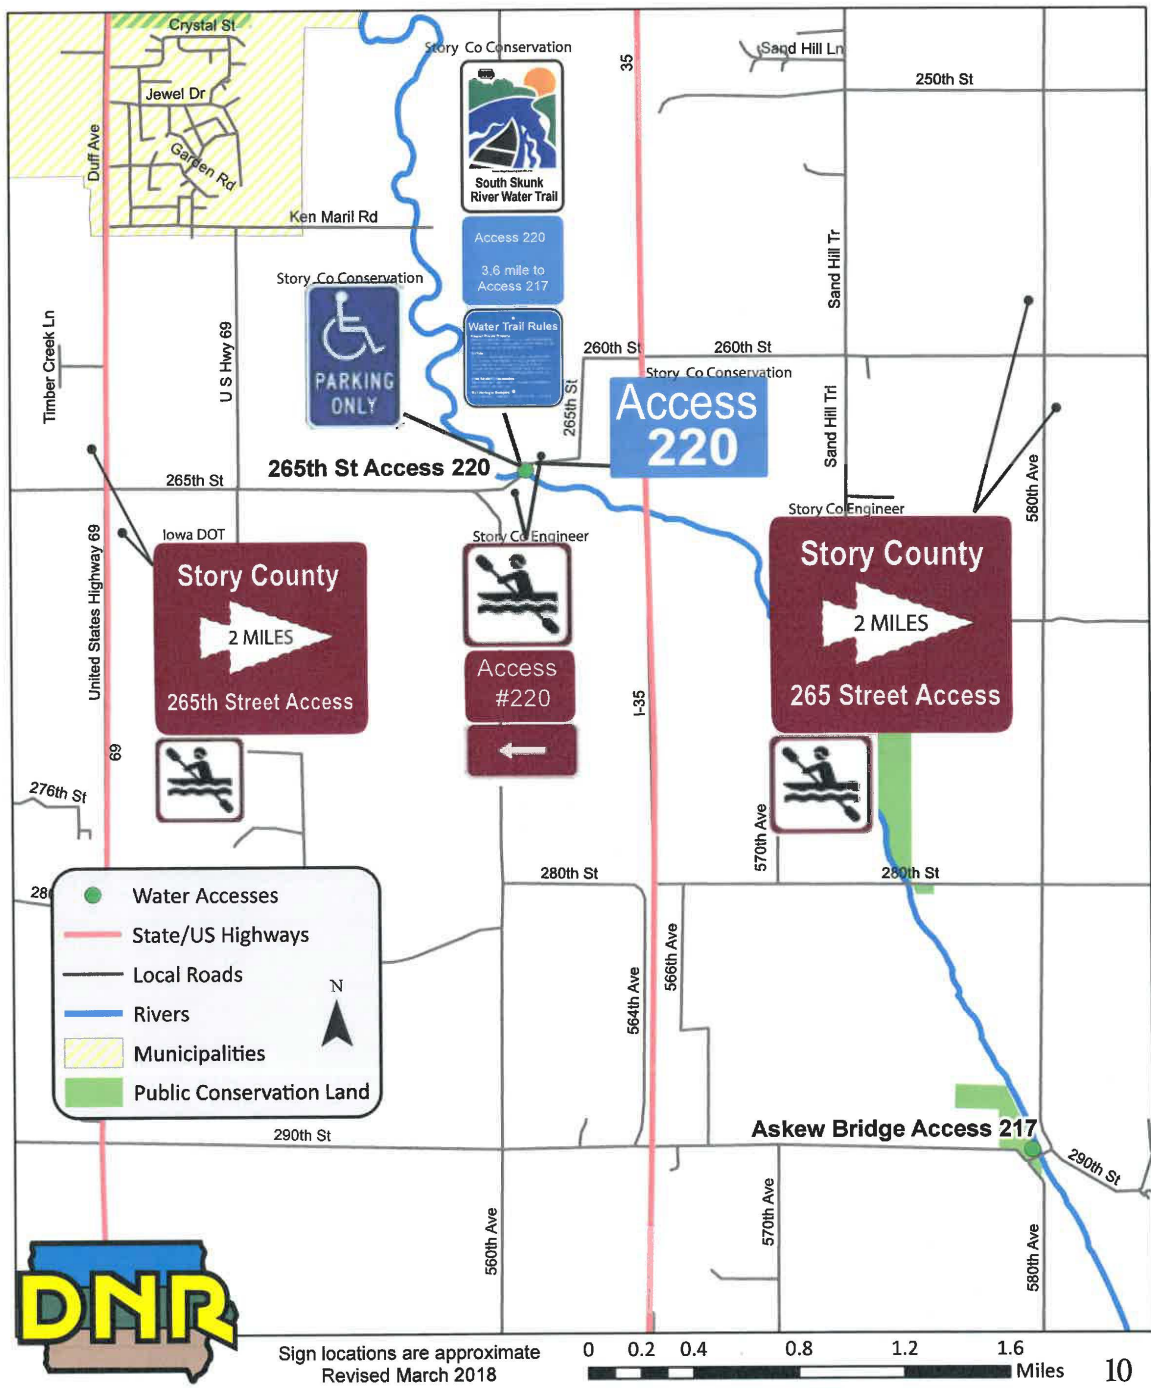 Crystal St
Jewel Dr
Garden Rd
Duff Ave
Ken Maril Rd
Story Co Conservation
South Skunk
River Water Trail
Access 220
3.6 mile to
Access 217
Water Trail Rules
35
Sand Hill Ln
250th St
Sand Hill Tr
Story Co Conservation
PARKING
ONLY
Timber Creek Ln
U S Hwy 69
260th St
260th St
265th St
Story Co Conservation
Access
220
Sand Hill Trl
580th Ave
265th St Access 220
265th St
United States Highway 69
Iowa DOT
Story County
2 MILES
265th Street Access
Story Co Engineer
Access
#220
Story Co Engineer
Story County
2 MILES
265 Street Access
I-35
69
276th St
570th Ave
280th St
280th St
28
Water Accesses
State/US Highways
Local Roads
Rivers
Municipalities
Public Conservation Land
N
564th Ave
566th Ave
290th St
Askew Bridge Access 217
290th St
560th Ave
570th Ave
580th Ave
DNR
Sign locations are approximate
Revised March 2018
0 0.2 0.4 0.8 1.2 1.6
Miles
10